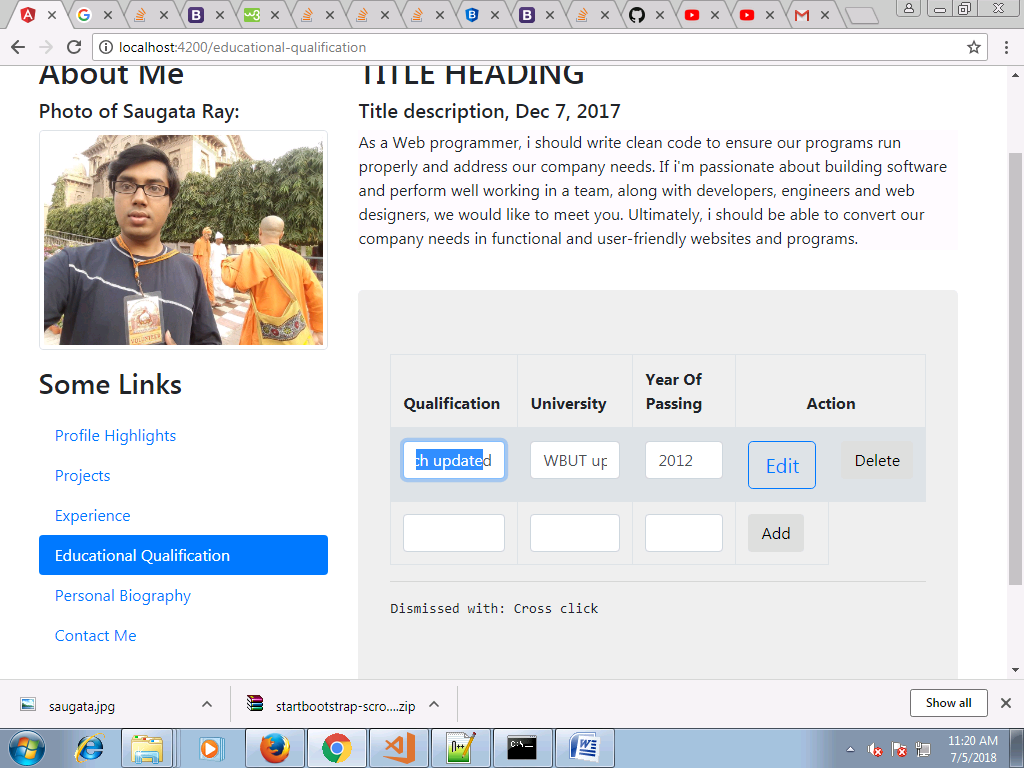 localhost:4200/educational-qualification
About Me
Photo of Saugata Ray:
Some Links
Profile Highlights
Projects
Experience
Educational Qualification
Personal Biography
Contact Me
TITLE HEADING
Title description, Dec 7, 2017
As a Web programmer, i should write clean code to ensure our programs run
properly and address our company needs. If i'm passionate about building software
and perform well working in a team, along with developers, engineers and web
designers, we would like to meet you. Ultimately, i should be able to convert our
company needs in functional and user-friendly websites and programs.
Qualification University Year Of Passing Action
ch updated WBUT up 2012 Edit Delete
Add
Dismissed with: Cross click
saugata.jpg startbootstrap-scro....zip Show all
11:20 AM
7/5/2018